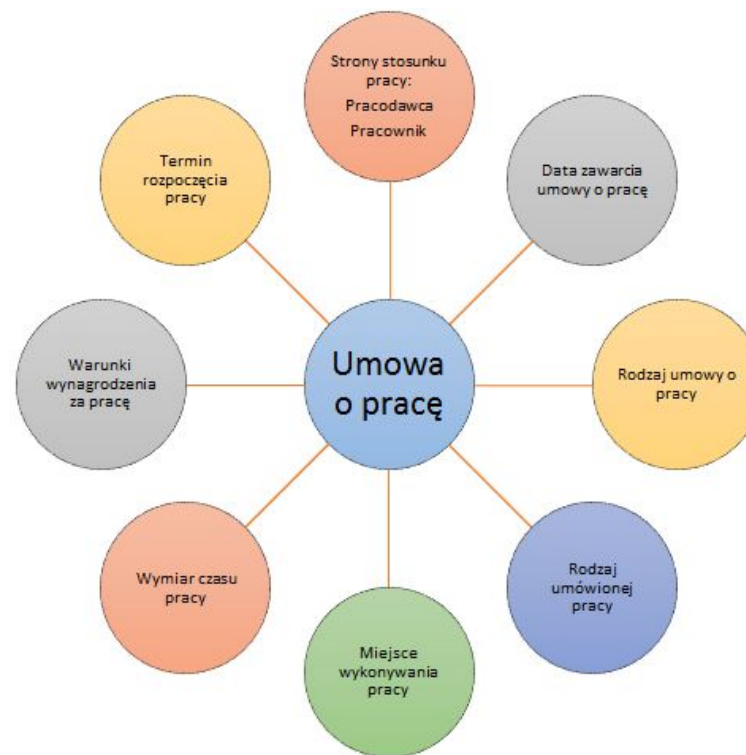 Strony stosunku
pracy:
Pracodawca
Pracownik
Data zawarcia
umowy o pracę
Rodzaj umowy o
pracy
Rodzaj
umówionej
pracy
Miejsce
wykonywania
pracy
Wymiar czasu
pracy
Warunki
wynagrodzenia
za pracę
Termin
rozpoczęcia
pracy
Umowa
o pracę